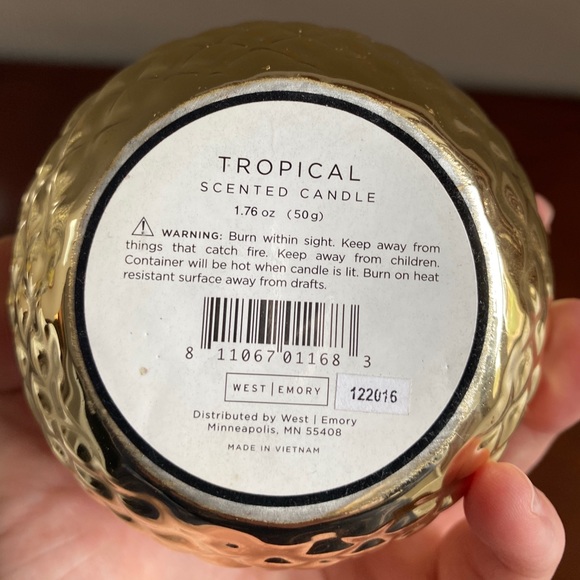 TROPICAL
SCENTED CANDLE
1.76 oz (50g)
WARNING: Burn within sight. Keep away from
things that catch fire. Keep away from children.
Container will be hot when candle is lit. Burn on heat
resistant surface away from drafts.
8 11067 01168 3
WEST | EMORY
122016
Distributed by West | Emory
Minneapolis, MN 55408
MADE IN VIETNAM